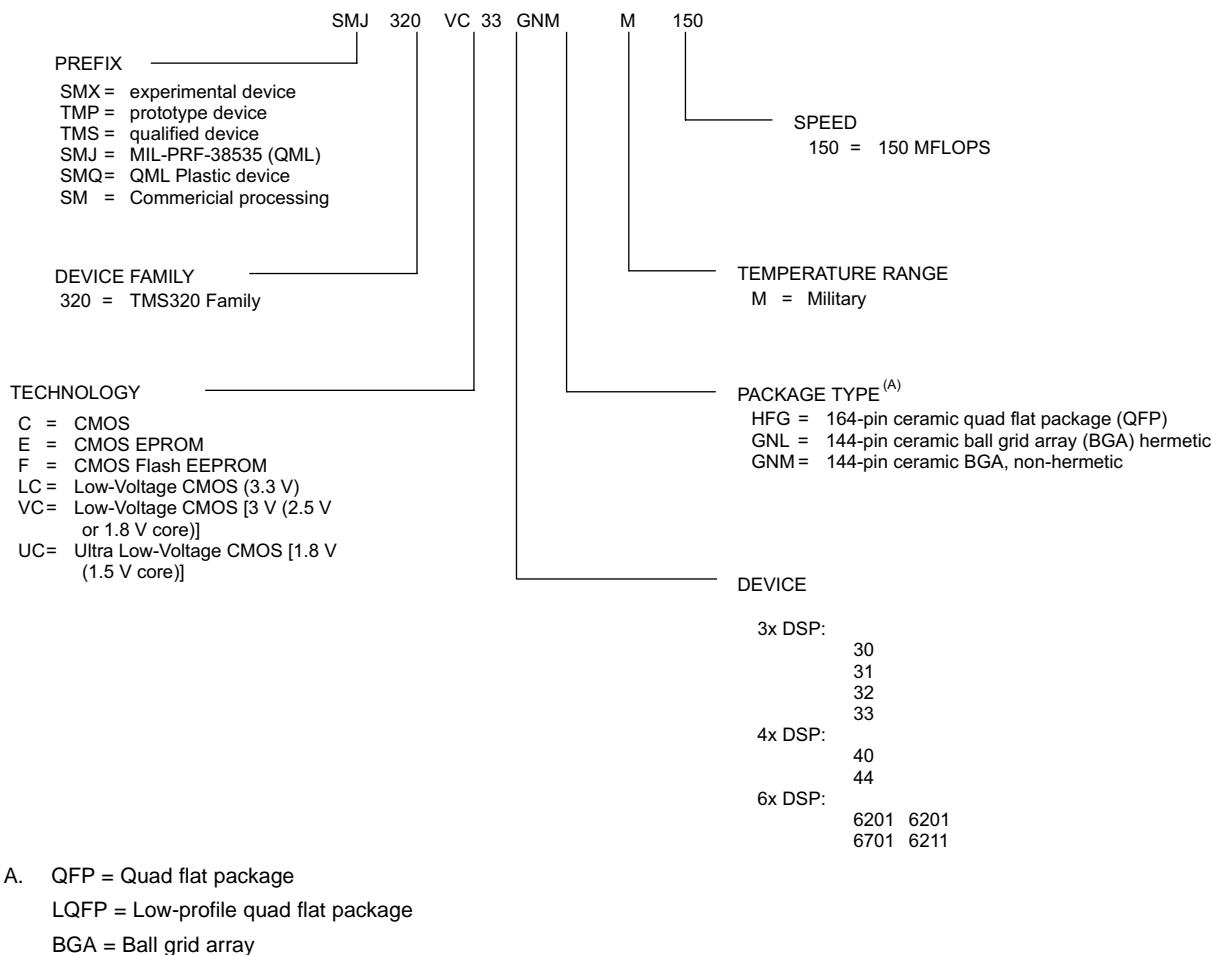 SMJ 320 VC 33 GNM M 150
PREFIX
SMX = experimental device
TMP = prototype device
TMS = qualified device
SMJ = MIL-PRF-38535 (QML)
SMQ= QML Plastic device
SM = Commericial processing
SPEED
150 = 150 MFLOPS
DEVICE FAMILY
320 = TMS320 Family
TEMPERATURE RANGE
M = Military
TECHNOLOGY
C = CMOS
E = CMOS EPROM
F = CMOS Flash EEPROM
LC = Low-Voltage CMOS (3.3 V)
VC= Low-Voltage CMOS [3 V (2.5 V
or 1.8 V core)]
UC= Ultra Low-Voltage CMOS [1.8 V
(1.5 V core)]
PACKAGE TYPE (A)
HFG = 164-pin ceramic quad flat package (QFP)
GNL = 144-pin ceramic ball grid array (BGA) hermetic
GNM = 144-pin ceramic BGA, non-hermetic
DEVICE
3x DSP:
30
31
32
33
4x DSP:
40
44
6x DSP:
6201 6201
6701 6211
A. QFP = Quad flat package
LQFP = Low-profile quad flat package
BGA = Ball grid array